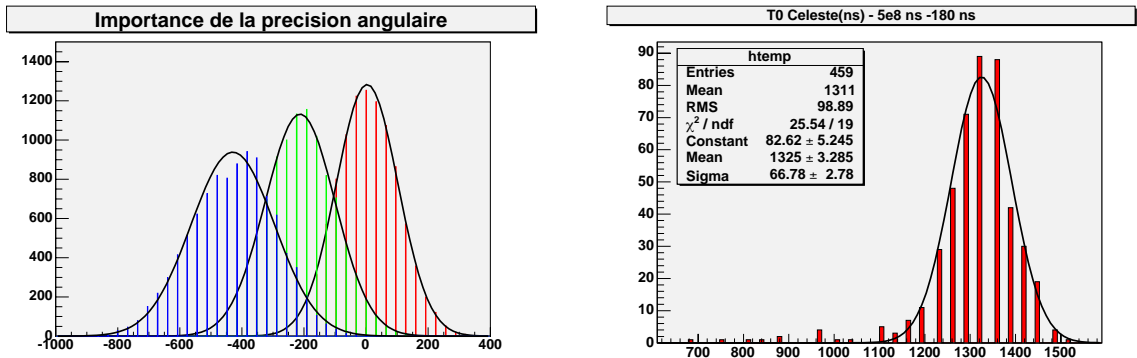 Importance de la precision angulaire
1400
1200
1000
800
600
400
200
0
-1000 -800 -600 -400 -200 0 200 400
T0 Celeste(ns) - 5e8 ns -180 ns
htemp
Entries 459
Mean 1311
RMS 98.89
χ² / ndf 25.54 / 19
Constant 82.62 ± 5.245
Mean 1325 ± 3.285
Sigma 66.78 ± 2.78
90
80
70
60
50
40
30
20
10
0
700 800 900 1000 1100 1200 1300 1400 1500